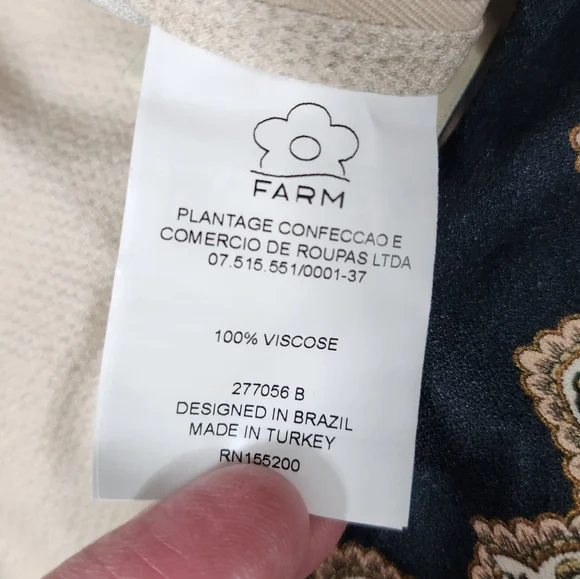 FARM
PLANTAGE CONFECCAO E
COMERCIO DE ROUPAS LTDA
07.515.551/0001-37
100% VISCOSE
277056 B
DESIGNED IN BRAZIL
MADE IN TURKEY
RN155200